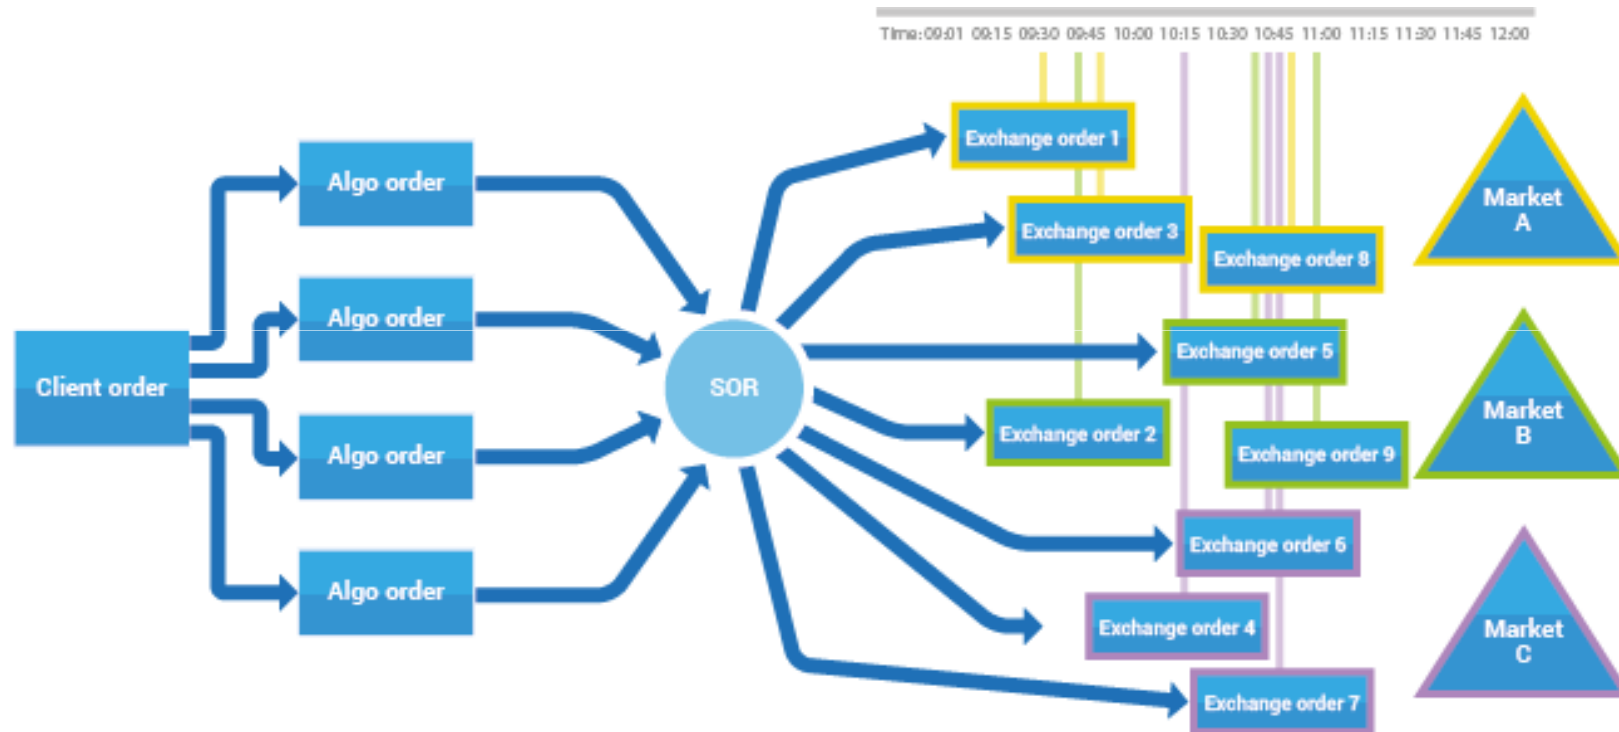 Time: 09:01 09:15 09:30 09:45 10:00 10:15 10:30 10:45 11:00 11:15 11:30 11:45 12:00
Exchange order 1
Algo order
Market
A
Exchange order 3
Exchange order 8
Algo order
Exchange order 5
Client order
SOR
Market
B
Exchange order 2
Algo order
Exchange order 9
Exchange order 6
Algo order
Exchange order 4
Market
C
Exchange order 7